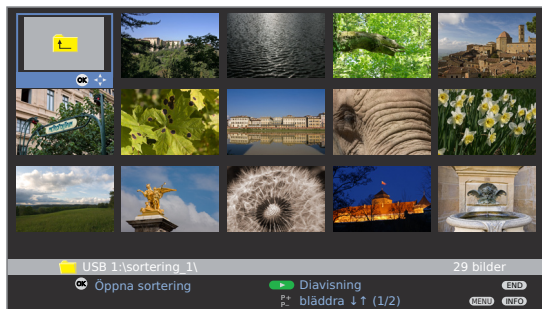 OK
USB 1:\sortering_1\ 29 bilder
OK Öppna sortering Diavisning END
P+ P- bläddra ↓↑ (1/2) MENU INFO